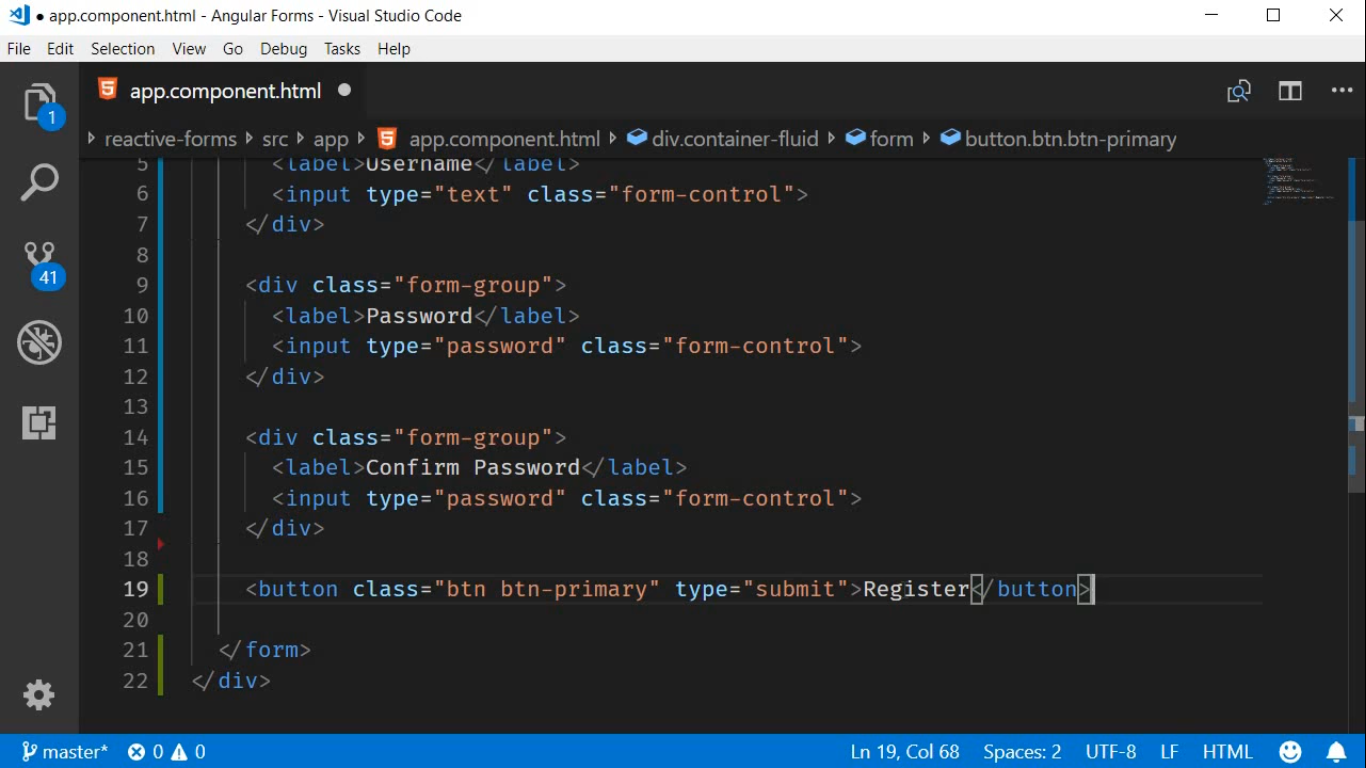 ● app.component.html - Angular Forms - Visual Studio Code
File Edit Selection View Go Debug Tasks Help
app.component.html ●
reactive-forms src app app.component.html div.container-fluid form button.btn.btn-primary
1
41
5 <label>Username</label>
6 <input type="text" class="form-control">
7 </div>
8
9 <div class="form-group">
10 <label>Password</label>
11 <input type="password" class="form-control">
12 </div>
13
14 <div class="form-group">
15 <label>Confirm Password</label>
16 <input type="password" class="form-control">
17 </div>
18
19 <button class="btn btn-primary" type="submit">Register</button>
20
21 </form>
22 </div>
master* 0 0 Ln 19, Col 68 Spaces: 2 UTF-8 LF HTML